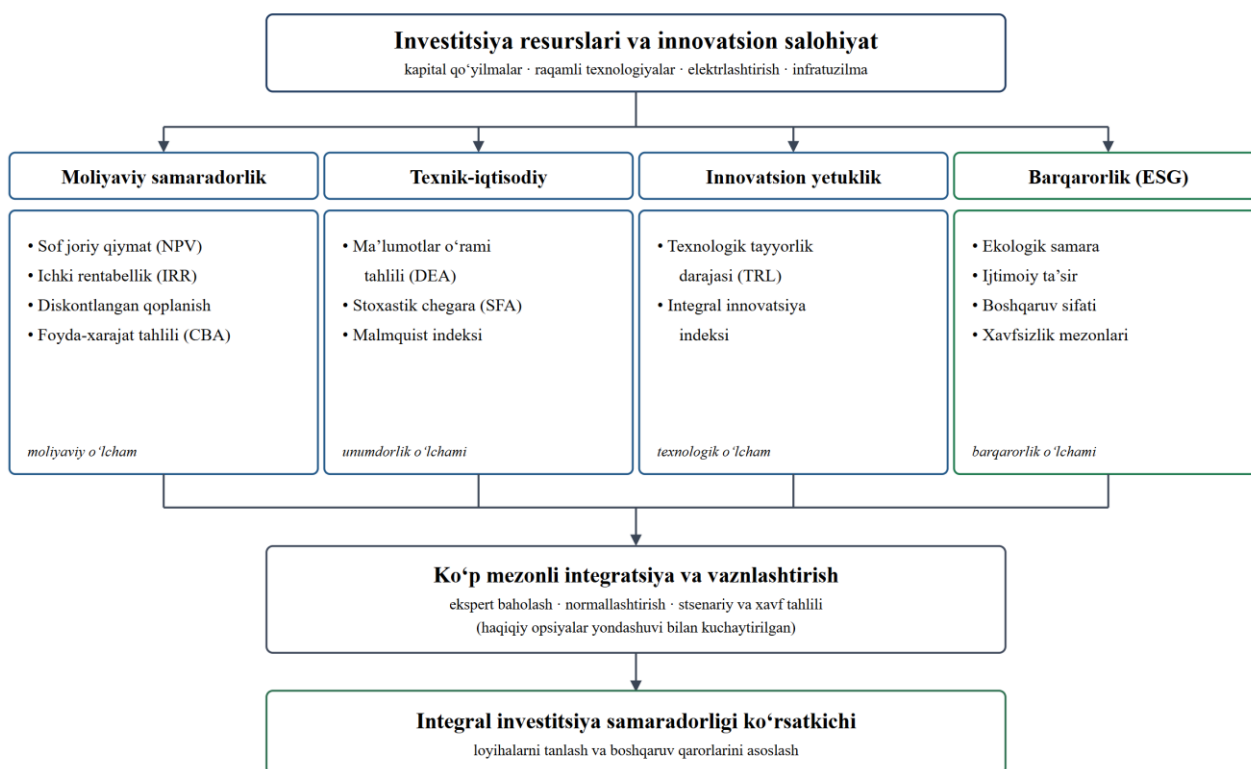 Investitsiya resurslari va innovatsion salohiyat
kapital qo‘yilmalar · raqamli texnologiyalar · elektrlashtirish · infratuzilma
Moliyaviy samaradorlik
Texnik-iqtisodiy
Innovatsion yetuklik
Barqarorlik (ESG)
• Sof joriy qiymat (NPV)
• Ichki rentabellik (IRR)
• Diskontlangan qoplanish
• Foyda-xarajat tahlili (CBA)
moliyaviy o‘lcham
• Ma’lumotlar o‘rami
tahlili (DEA)
• Stoxastik chegara (SFA)
• Malmquist indeksi
unumdorlik o‘lchami
• Texnologik tayyorlik
darajasi (TRL)
• Integral innovatsiya
indeksi
texnologik o‘lcham
• Ekologik samara
• Ijtimoiy ta’sir
• Boshqaruv sifati
• Xavfsizlik mezonlari
barqarorlik o‘lchami
Ko‘p mezonli integratsiya va vaznlashtirish
ekspert baholash · normallashtirish · stsenariy va xavf tahlili
(haqiqiy opsiyalar yondashuvi bilan kuchaytirilgan)
Integral investitsiya samaradorligi ko‘rsatkichi
loyihalarni tanlash va boshqaruv qarorlarini asoslash